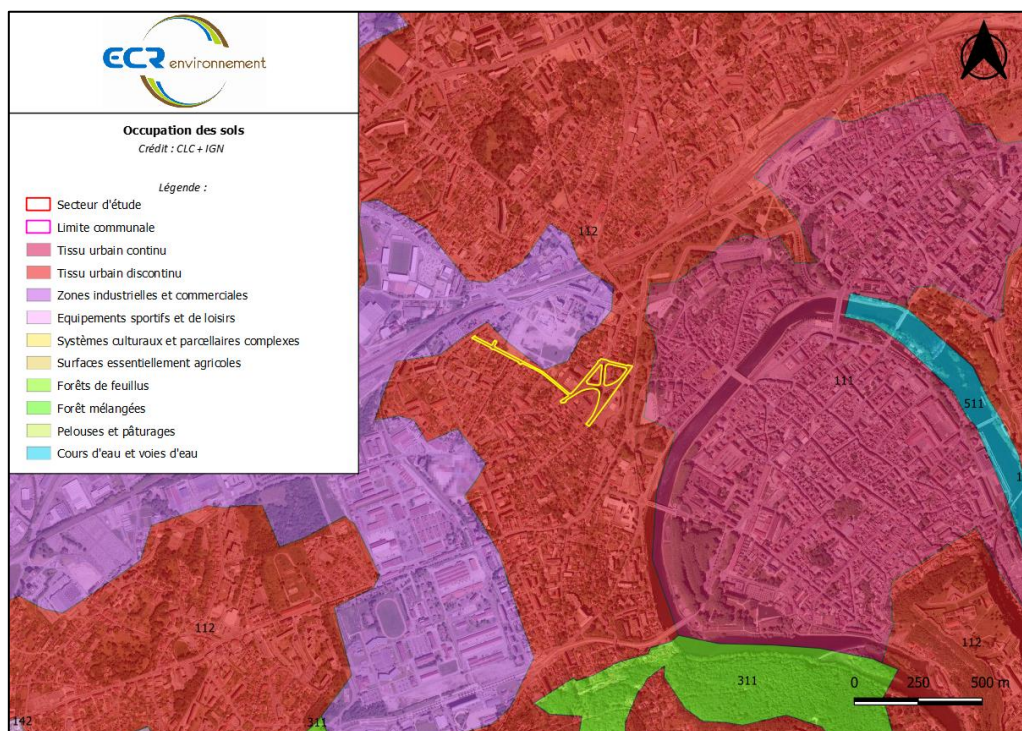 ECR environnement
Occupation des sols
Crédit : CLC + IGN
Légende :
Secteur d'étude
Limite communale
Tissu urbain continu
Tissu urbain discontinu
Zones industrielles et commerciales
Equipements sportifs et de loisirs
Systèmes culturaux et parcellaires complexes
Surfaces essentiellement agricoles
Forêts de feuillus
Forêt mélangées
Pelouses et pâturages
Cours d'eau et voies d'eau
112
111
511
112
112
311
0 250 500 m
142
311